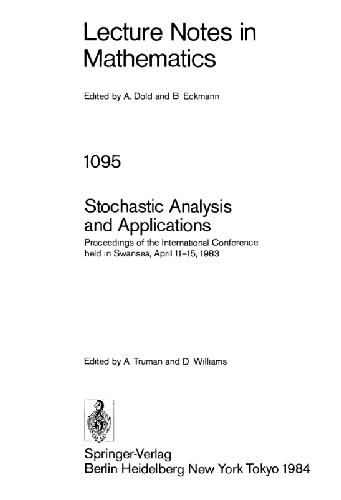 Lecture Notes in
Mathematics
Edited by A. Dold and B. Eckmann
1095
Stochastic Analysis
and Applications
Proceedings of the International Conference
held in Swansea, April 11-15, 1983
Edited by A. Truman and D. Williams
Springer-Verlag
Berlin Heidelberg New York Tokyo 1984